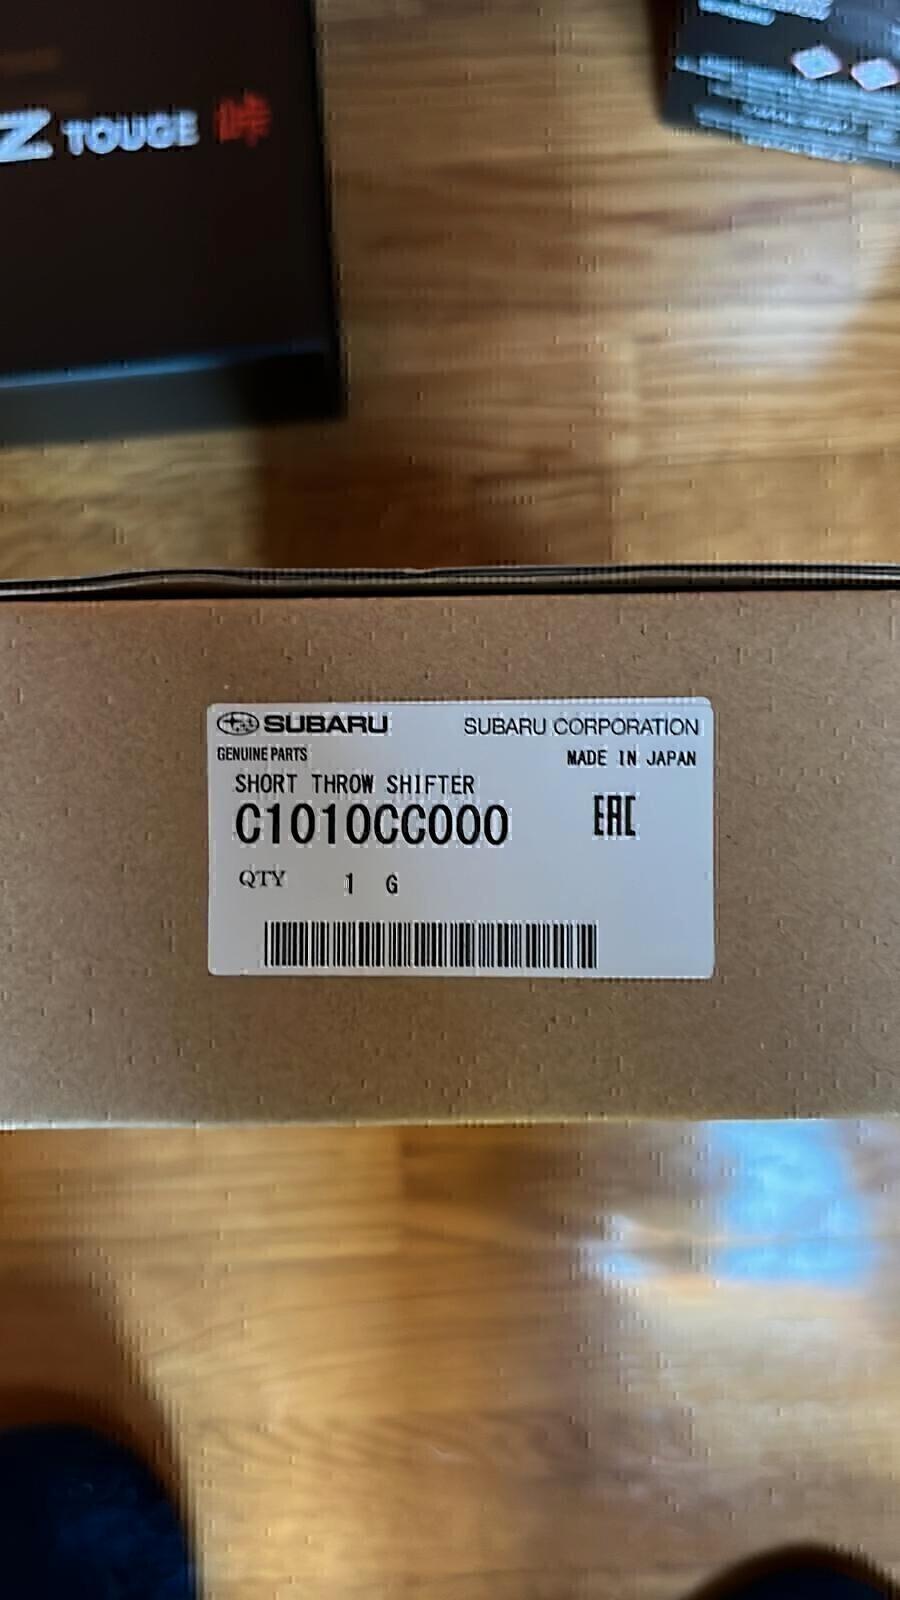 Z TOUGE 峠
SUBARU SUBARU CORPORATION
GENUINE PARTS MADE IN JAPAN
SHORT THROW SHIFTER
C1010CC000 EAC
QTY 1 G